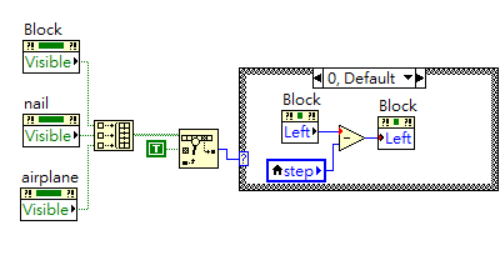 Block
Visible
nail
Visible
airplane
Visible
T
?
0, Default
Block
Left
step
Block
Left